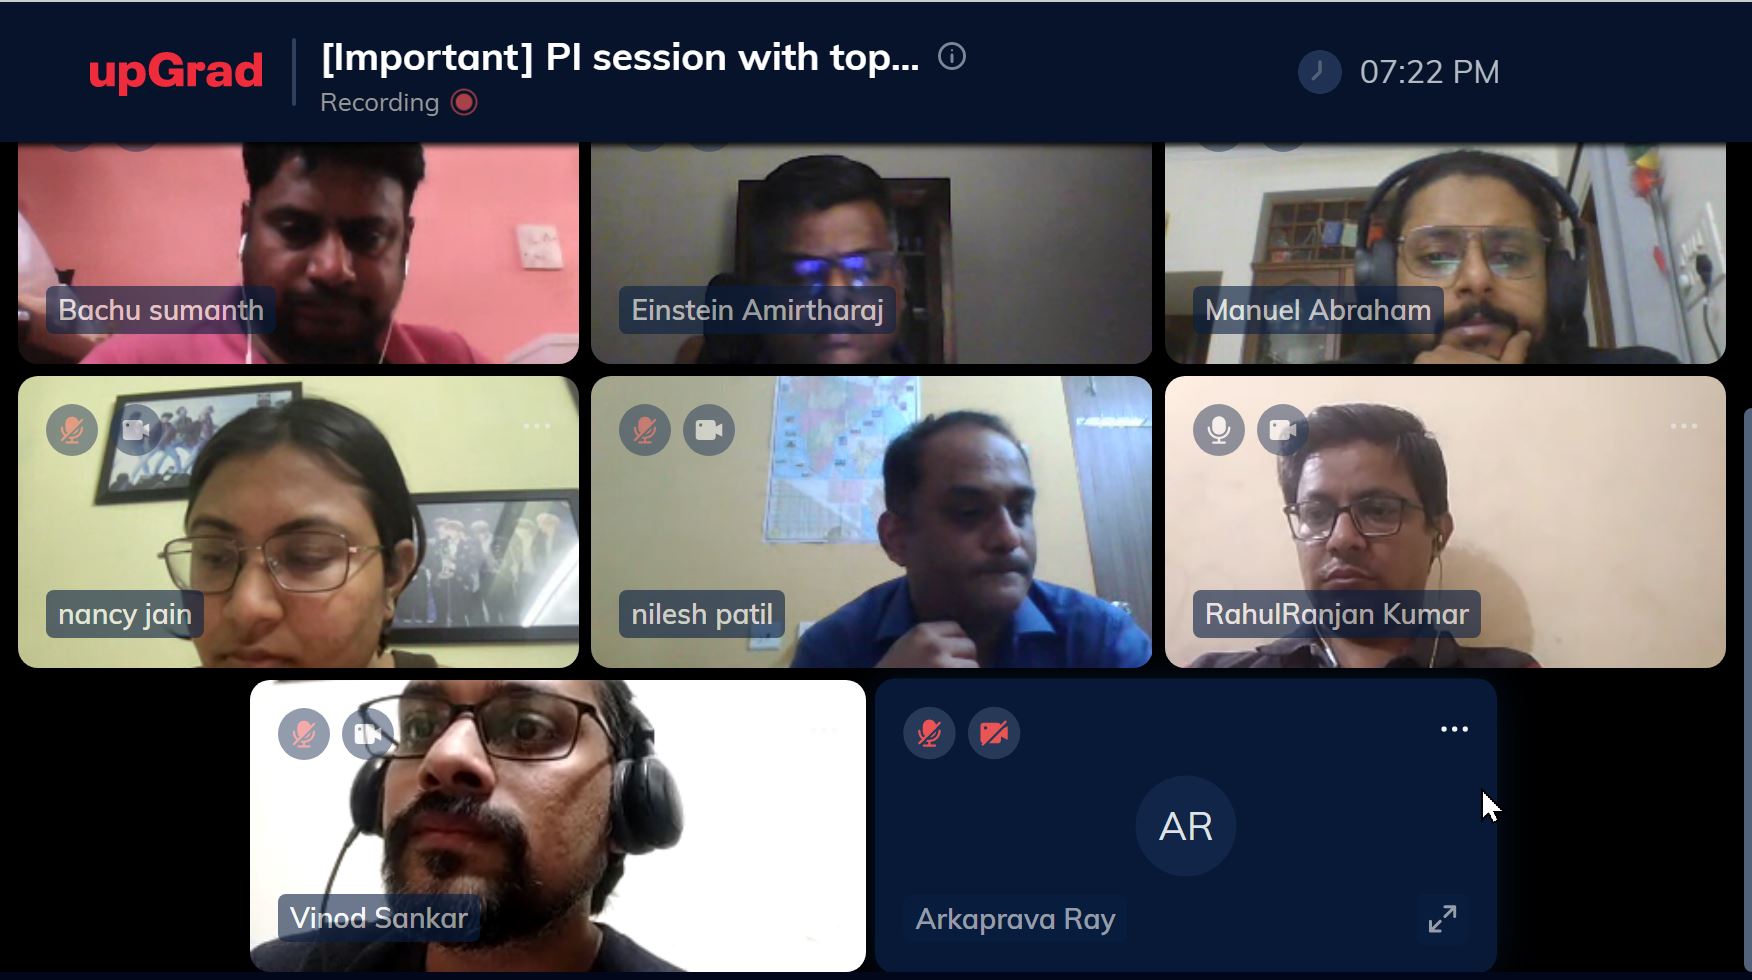 upGrad
[Important] PI session with top...
Recording
07:22 PM
Bachu sumanth
Einstein Amirtharaj
Manuel Abraham
nancy jain
nilesh patil
RahulRanjan Kumar
Vinod Sankar
AR
Arkaprava Ray